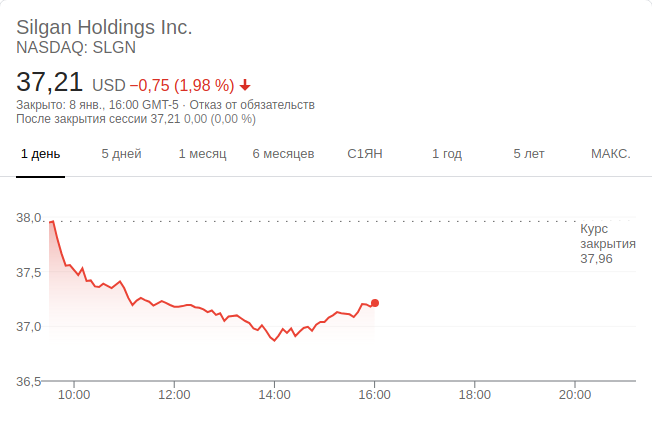 Silgan Holdings Inc.
NASDAQ: SLGN
37,21 USD −0,75 (1,98 %)
Закрыто: 8 янв., 16:00 GMT-5 · Отказ от обязательств
После закрытия сессии 37,21 0,00 (0,00 %)
1 день 5 дней 1 месяц 6 месяцев С1ЯН 1 год 5 лет МАКС.
38,0
Курс
закрытия
37,96
37,5
37,0
36,5
10:00 12:00 14:00 16:00 18:00 20:00